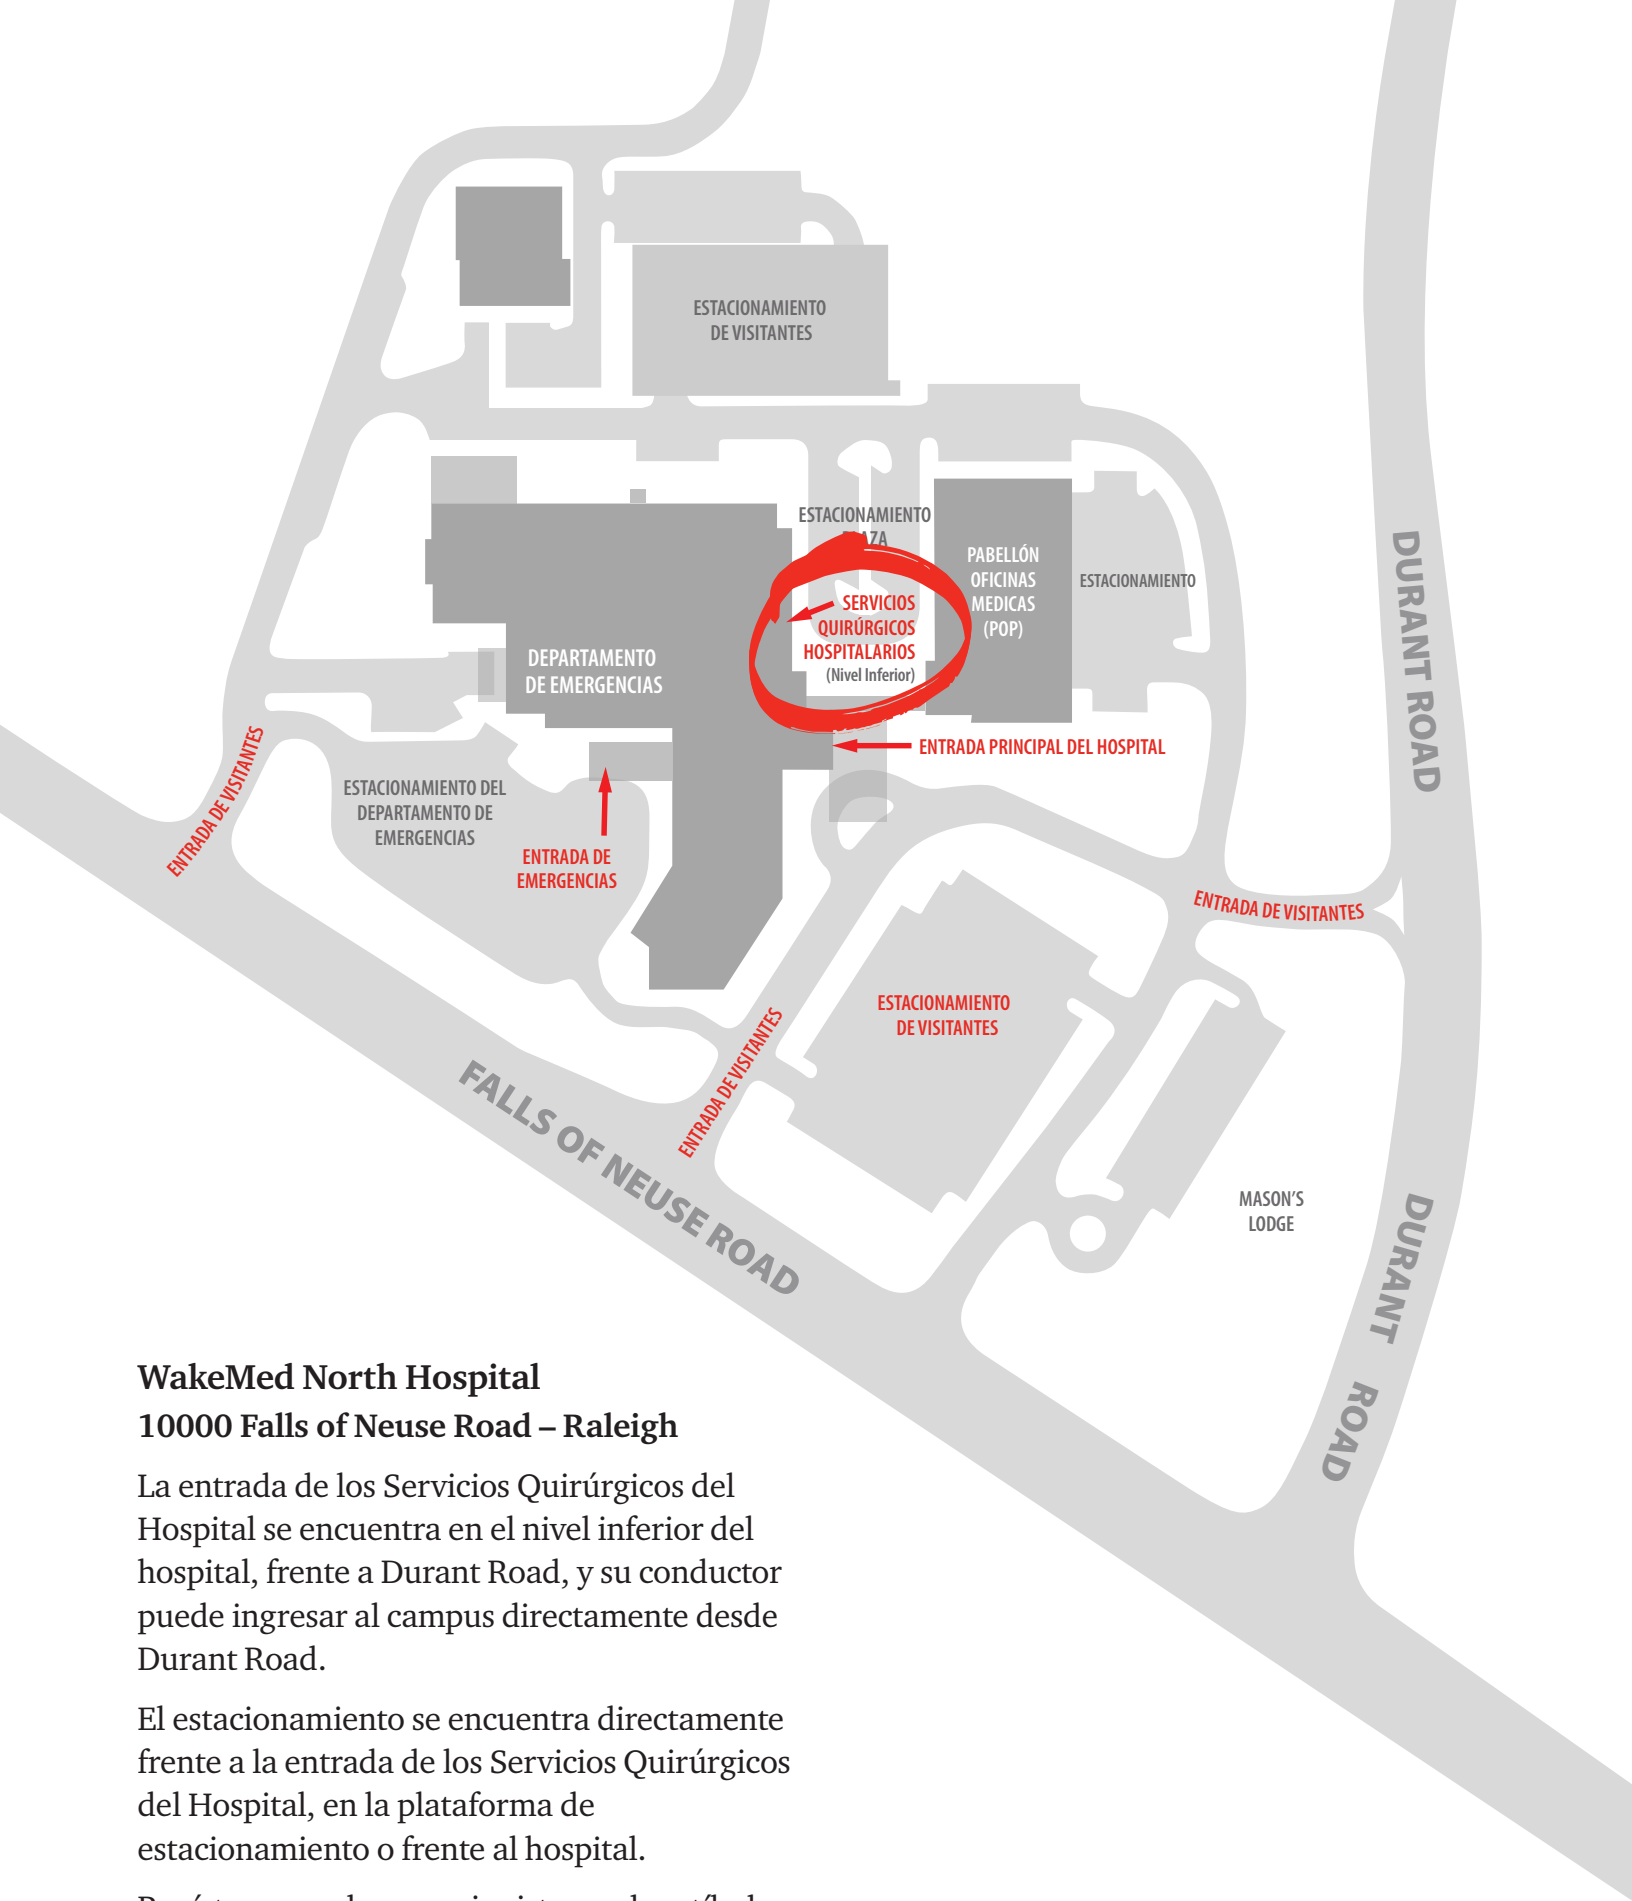 ESTACIONAMIENTO
DE VISITANTES
ESTACIONAMIENTO
PABELLÓN
OFICINAS
MEDICAS
(POP)
ESTACIONAMIENTO
SERVICIOS
QUIRÚRGICOS
HOSPITALARIOS
(Nivel Inferior)
DEPARTAMENTO
DE EMERGENCIAS
DURANT ROAD
ENTRADA PRINCIPAL DEL HOSPITAL
ENTRADA DE VISITANTES
ESTACIONAMIENTO DEL
DEPARTAMENTO DE
EMERGENCIAS
ENTRADA DE
EMERGENCIAS
ENTRADA DE VISITANTES
ESTACIONAMIENTO
DE VISITANTES
ENTRADA DE VISITANTES
FALLS OF NEUSE ROAD
MASON'S
LODGE
DURANT ROAD
WakeMed North Hospital
10000 Falls of Neuse Road – Raleigh
La entrada de los Servicios Quirúrgicos del
Hospital se encuentra en el nivel inferior del
hospital, frente a Durant Road, y su conductor
puede ingresar al campus directamente desde
Durant Road.
El estacionamiento se encuentra directamente
frente a la entrada de los Servicios Quirúrgicos
del Hospital, en la plataforma de
estacionamiento o frente al hospital.